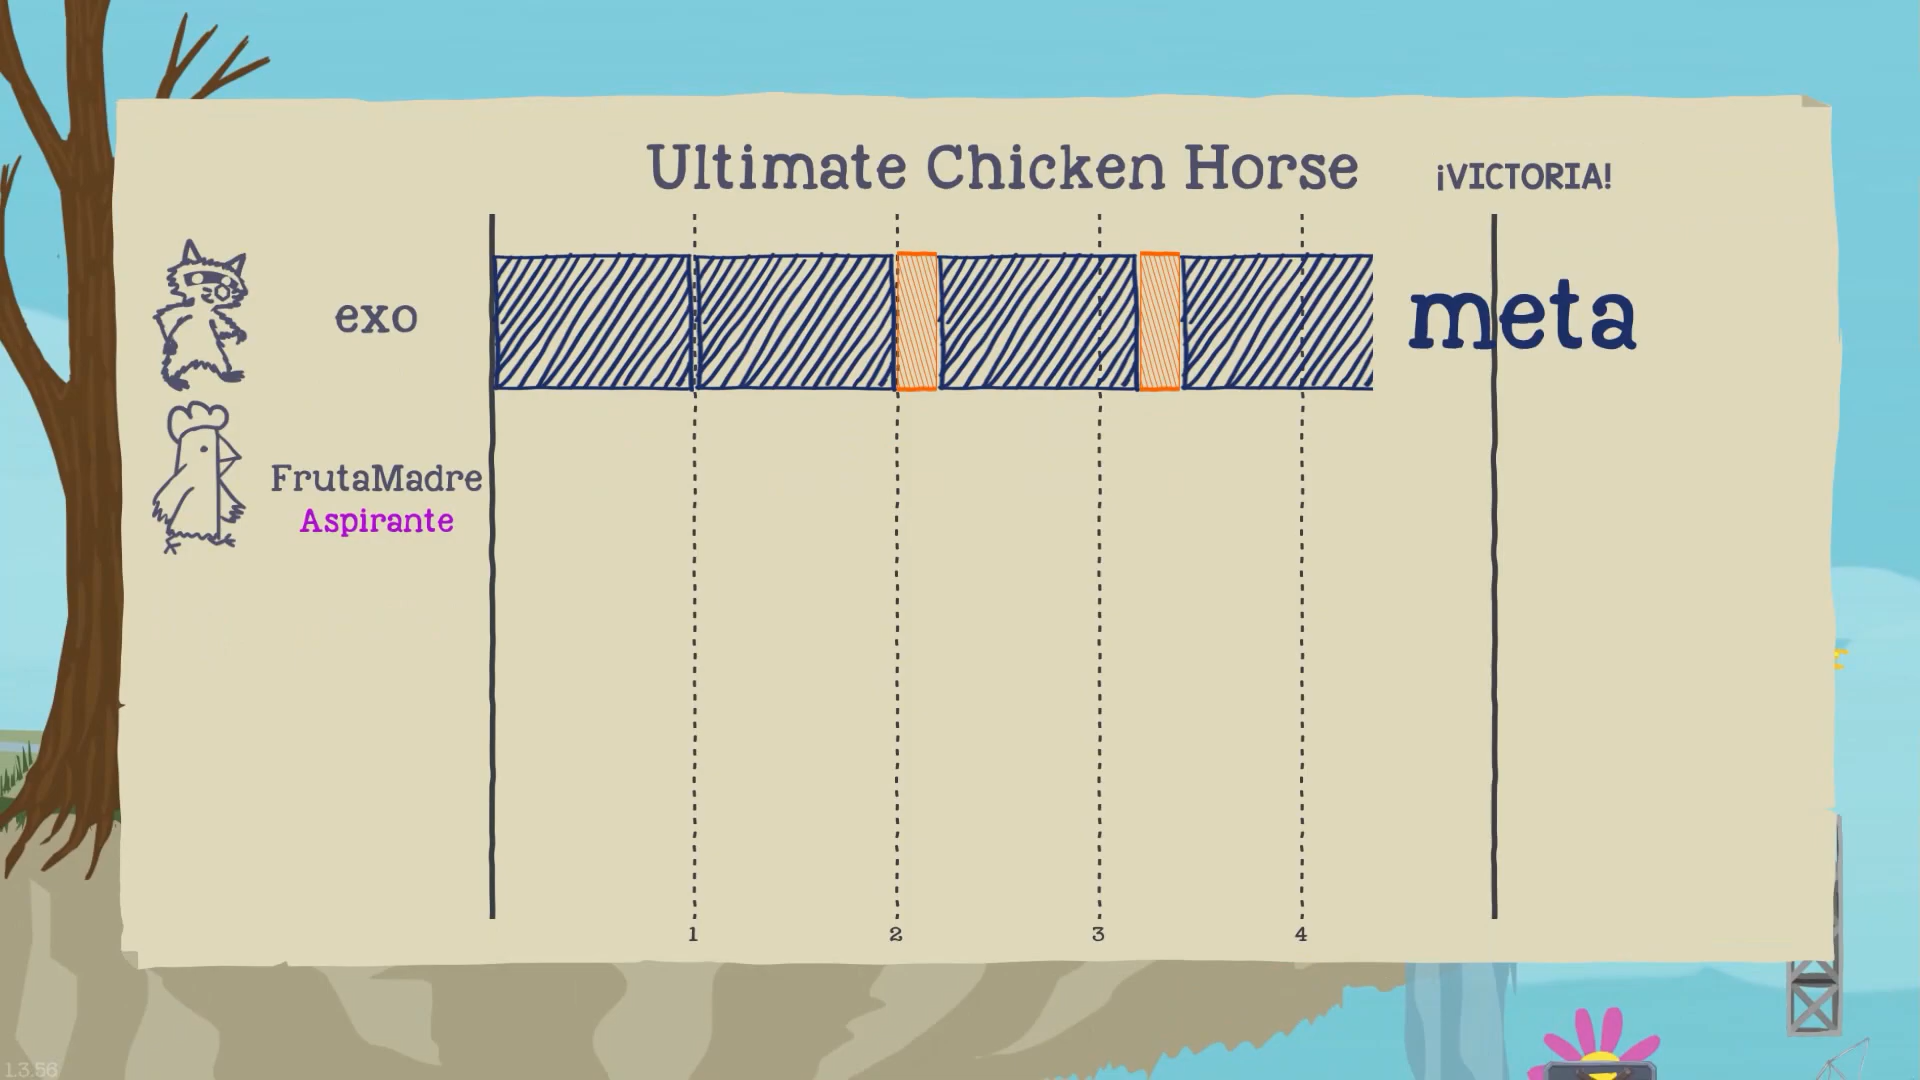 Ultimate Chicken Horse
¡VICTORIA!
exo
meta
FrutaMadre
Aspirante
1
2
3
4
1.3.56